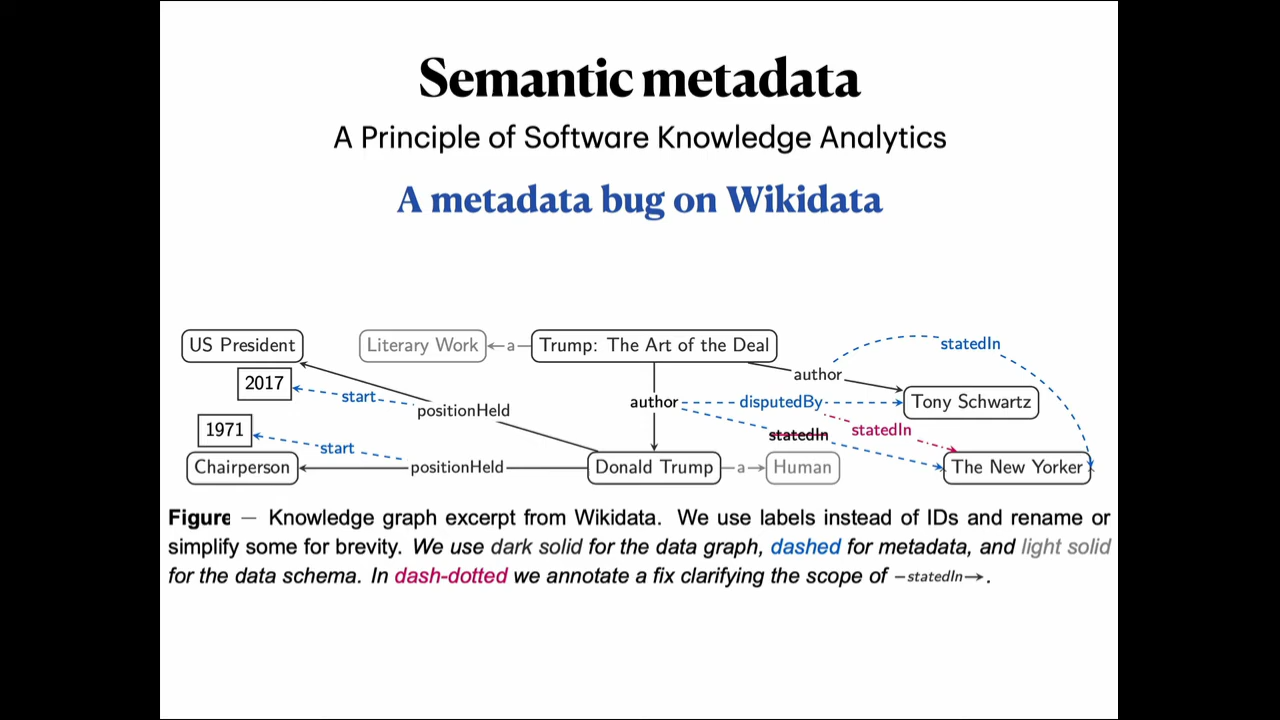 Semantic metadata
A Principle of Software Knowledge Analytics
A metadata bug on Wikidata
US President
Literary Work
a
Trump: The Art of the Deal
statedIn
author
2017
start
positionHeld
author
disputedBy
Tony Schwartz
1971
start
statedIn
statedIn
Chairperson
positionHeld
Donald Trump
a
Human
The New Yorker
Figure — Knowledge graph excerpt from Wikidata. We use labels instead of IDs and rename or
simplify some for brevity. We use dark solid for the data graph, dashed for metadata, and light solid
for the data schema. In dash-dotted we annotate a fix clarifying the scope of –statedIn→.